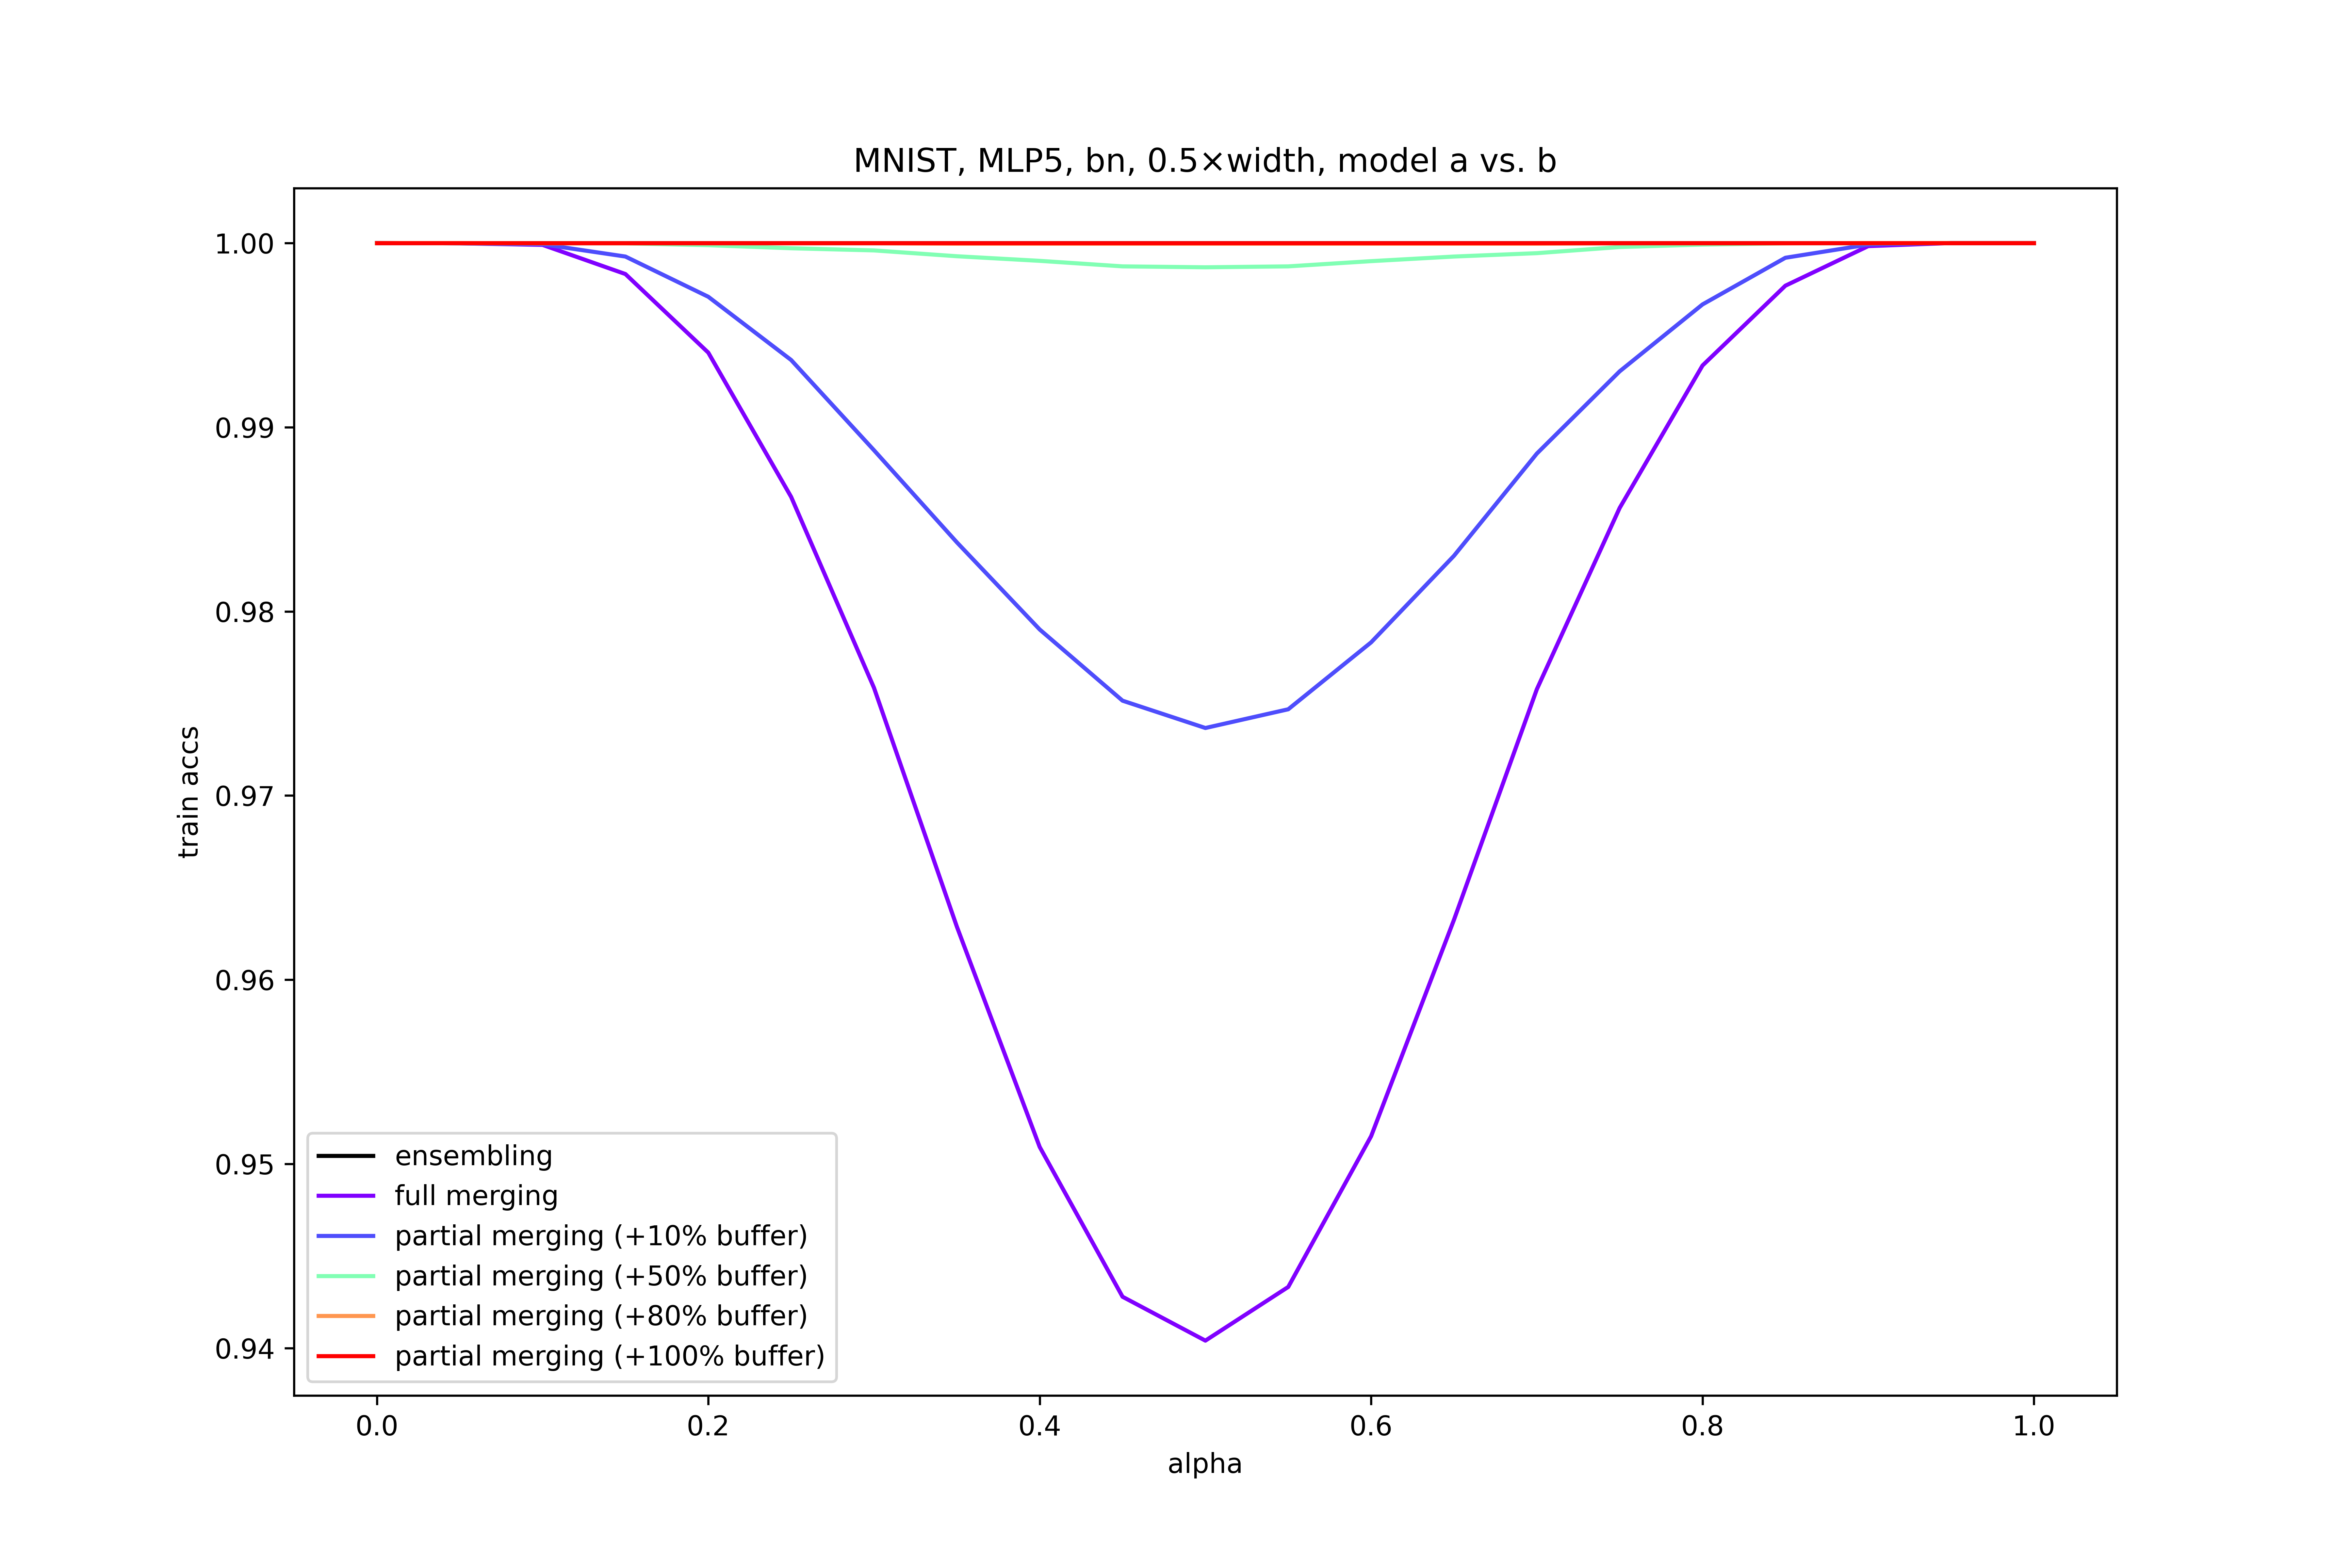 MNIST, MLP5, bn, 0.5×width, model a vs. b
1.00
0.99
0.98
0.97
0.96
0.95
0.94
train accs
ensembling
full merging
partial merging (+10% buffer)
partial merging (+50% buffer)
partial merging (+80% buffer)
partial merging (+100% buffer)
0.0 0.2 0.4 0.6 0.8 1.0
alpha